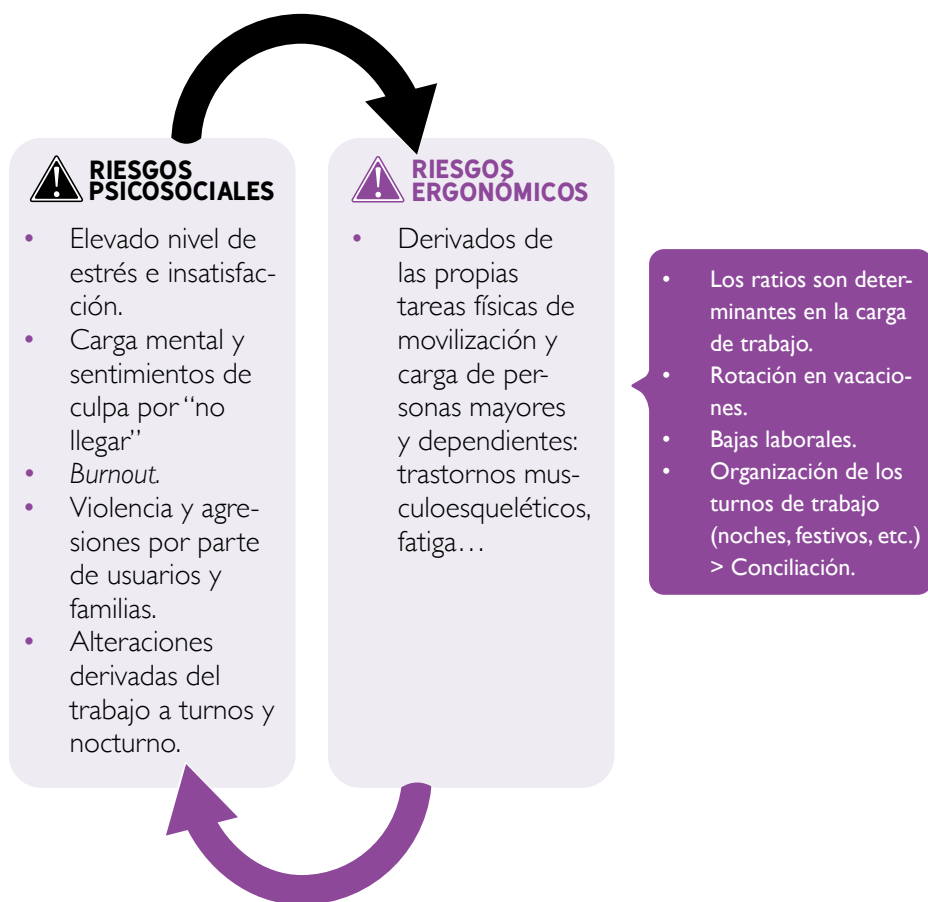 RIESGOS
PSICOSOCIALES
• Elevado nivel de
estrés e insatisfac-
ción.
• Carga mental y
sentimientos de
culpa por “no
llegar”
• Burnout.
• Violencia y agre-
siones por parte
de usuarios y
familias.
• Alteraciones
derivadas del
trabajo a turnos y
nocturno.
RIESGOS
ERGONÓMICOS
• Derivados de
las propias
tareas físicas de
movilización y
carga de per-
sonas mayores
y dependientes:
trastornos mus-
culoesqueléticos,
fatiga…
• Los ratios son deter-
minantes en la carga
de trabajo.
• Rotación en vacacio-
nes.
• Bajas laborales.
• Organización de los
turnos de trabajo
(noches, festivos, etc.)
> Conciliación.